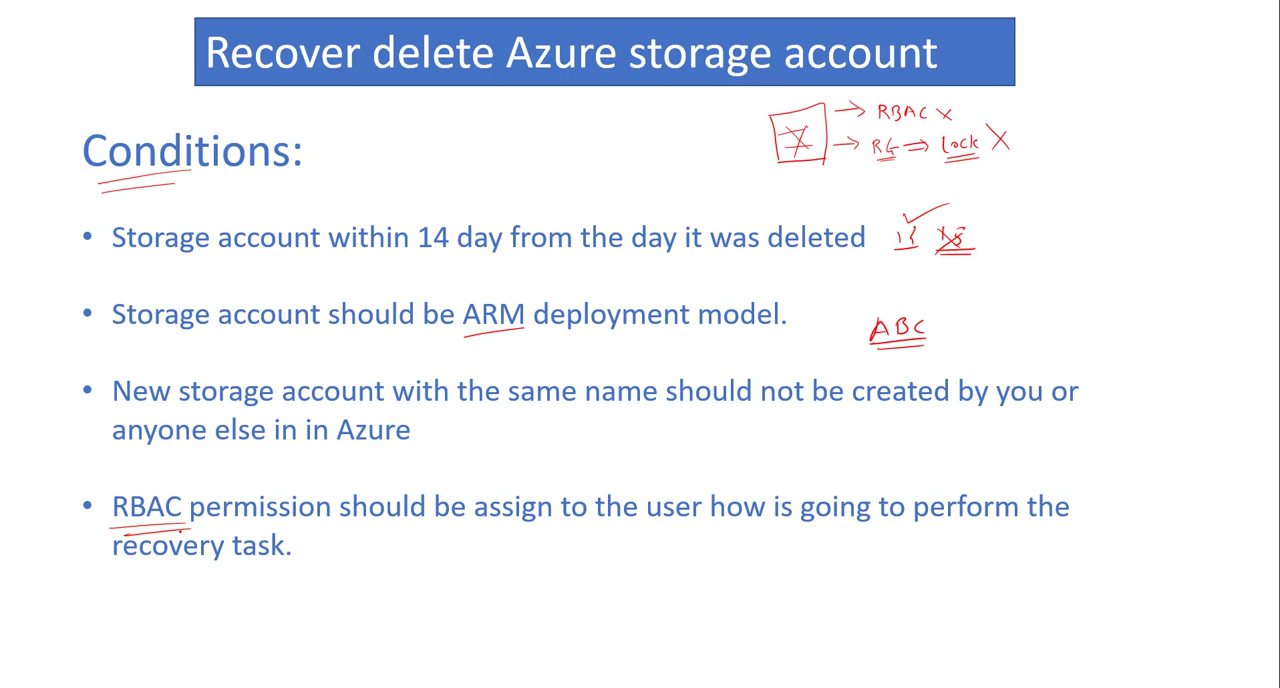 Recover delete Azure storage account
→ RBAC X
Conditions:
→ RG ⇒ Lock X
• Storage account within 14 day from the day it was deleted
• Storage account should be ARM deployment model.
ABC
• New storage account with the same name should not be created by you or
anyone else in in Azure
• RBAC permission should be assign to the user how is going to perform the
recovery task.